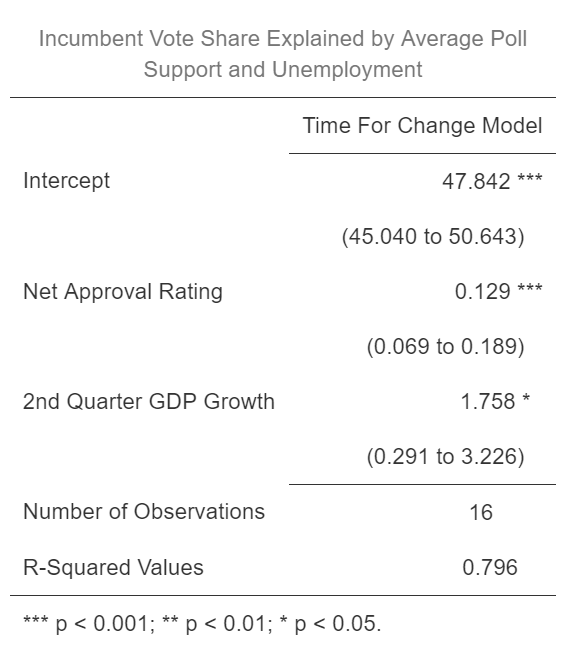 Incumbent Vote Share Explained by Average Poll
Support and Unemployment
Time For Change Model
Intercept 47.842 ***
(45.040 to 50.643)
Net Approval Rating 0.129 ***
(0.069 to 0.189)
2nd Quarter GDP Growth 1.758 *
(0.291 to 3.226)
Number of Observations 16
R-Squared Values 0.796
*** p < 0.001; ** p < 0.01; * p < 0.05.